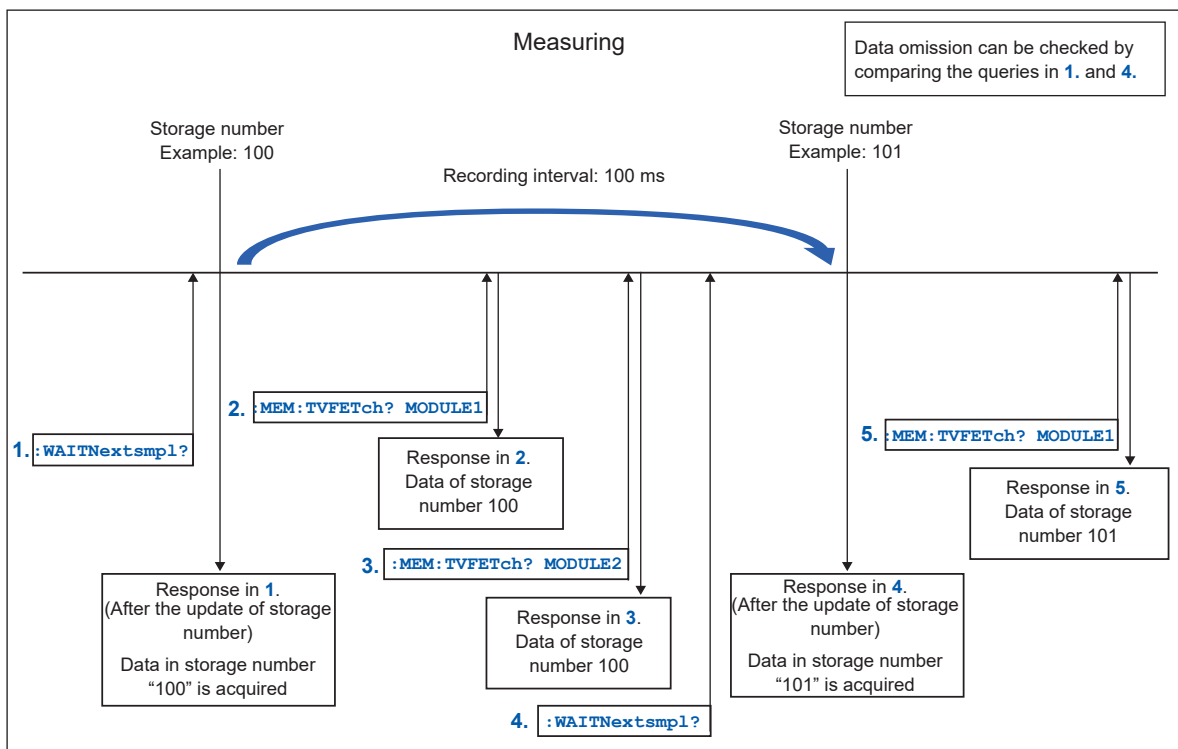 Measuring
Data omission can be checked by
comparing the queries in 1. and 4.
Storage number
Example: 100
Storage number
Example: 101
Recording interval: 100 ms
1. :WAITNextsmpl?
2. :MEM:TVFETch? MODULE1
Response in 2.
Data of storage
number 100
3. :MEM:TVFETch? MODULE2
5. :MEM:TVFETch? MODULE1
Response in 5.
Data of storage
number 101
Response in 1.
(After the update of storage
number)
Data in storage number
“100” is acquired
Response in 3.
Data of storage
number 100
Response in 4.
(After the update of storage
number)
Data in storage number
“101” is acquired
4. :WAITNextsmpl?